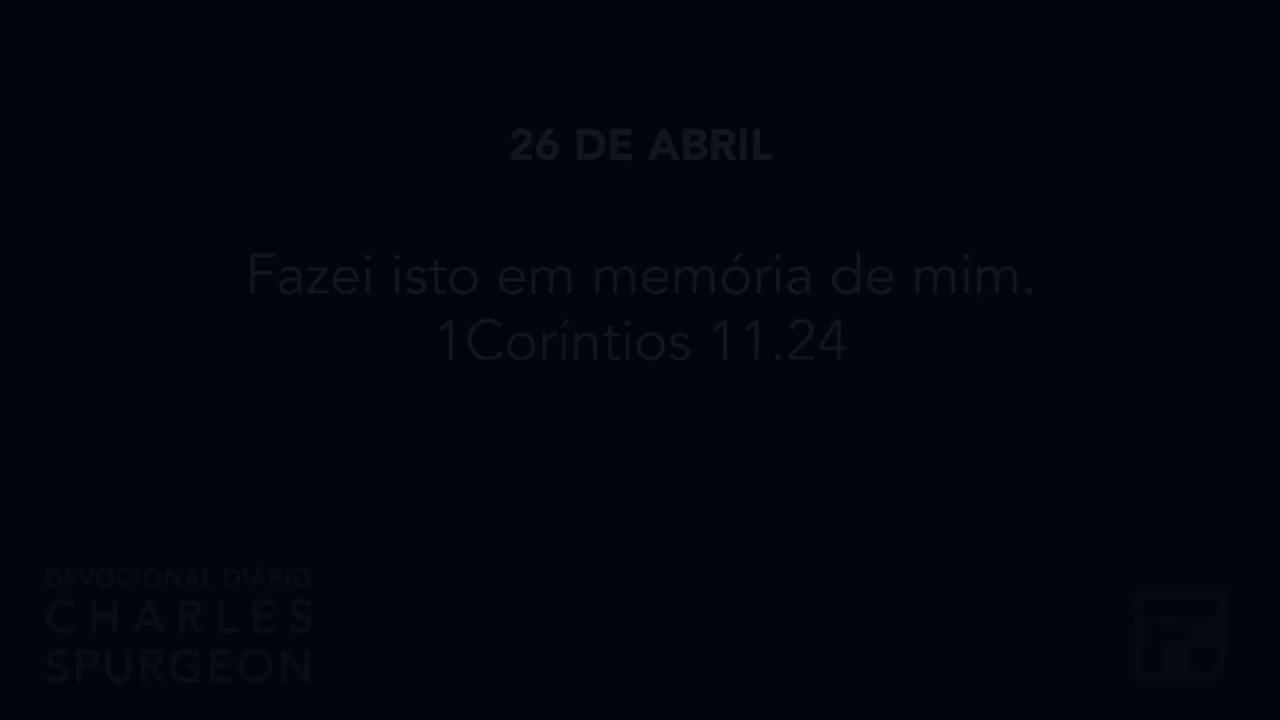 26 DE ABRIL
Fazei isto em memória de mim.
1Coríntios 11.24
DEVOCIONAL DIÁRIO
CHARLES
SPURGEON